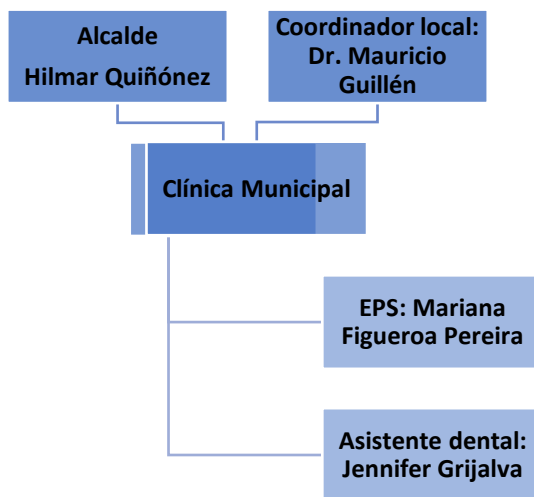 Alcalde
Hilmar Quiñónez
Coordinador local:
Dr. Mauricio
Guillén
Clínica Municipal
EPS: Mariana
Figueroa Pereira
Asistente dental:
Jennifer Grijalva